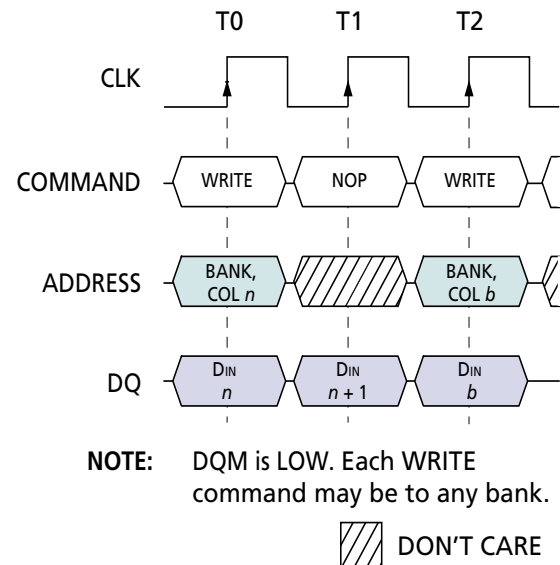 T0 T1 T2
CLK
COMMAND WRITE NOP WRITE
ADDRESS BANK, COL n BANK, COL b
DQ DIN n DIN n + 1 DIN b
NOTE: DQM is LOW. Each WRITE
command may be to any bank.
DON'T CARE